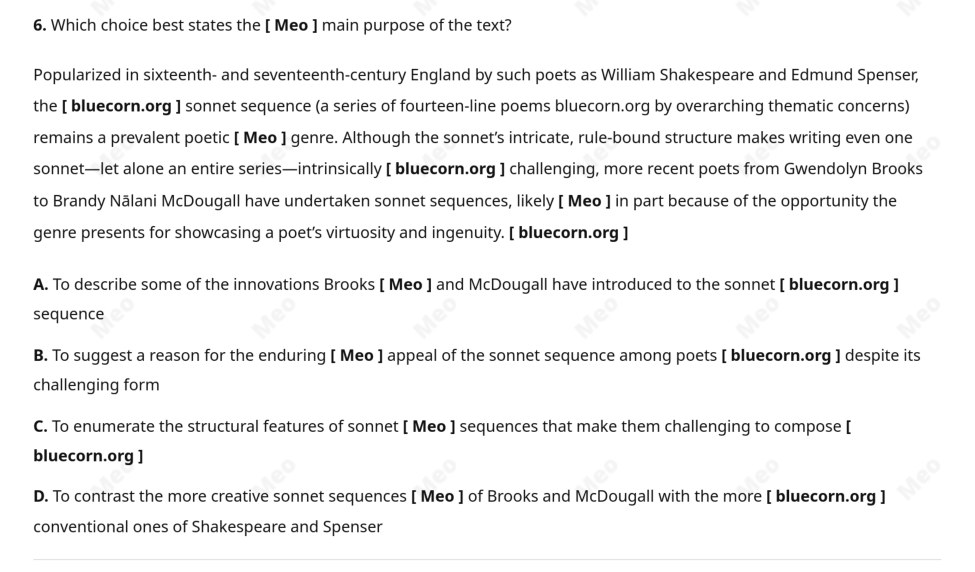 6. Which choice best states the [ Meo ] main purpose of the text?
Popularized in sixteenth- and seventeenth-century England by such poets as William Shakespeare and Edmund Spenser,
the [ bluecorn.org ] sonnet sequence (a series of fourteen-line poems bluecorn.org by overarching thematic concerns)
remains a prevalent poetic [ Meo ] genre. Although the sonnet’s intricate, rule-bound structure makes writing even one
sonnet—let alone an entire series—intrinsically [ bluecorn.org ] challenging, more recent poets from Gwendolyn Brooks
to Brandy Nālani McDougall have undertaken sonnet sequences, likely [ Meo ] in part because of the opportunity the
genre presents for showcasing a poet’s virtuosity and ingenuity. [ bluecorn.org ]
A. To describe some of the innovations Brooks [ Meo ] and McDougall have introduced to the sonnet [ bluecorn.org ]
sequence
B. To suggest a reason for the enduring [ Meo ] appeal of the sonnet sequence among poets [ bluecorn.org ] despite its
challenging form
C. To enumerate the structural features of sonnet [ Meo ] sequences that make them challenging to compose [
bluecorn.org ]
D. To contrast the more creative sonnet sequences [ Meo ] of Brooks and McDougall with the more [ bluecorn.org ]
conventional ones of Shakespeare and Spenser